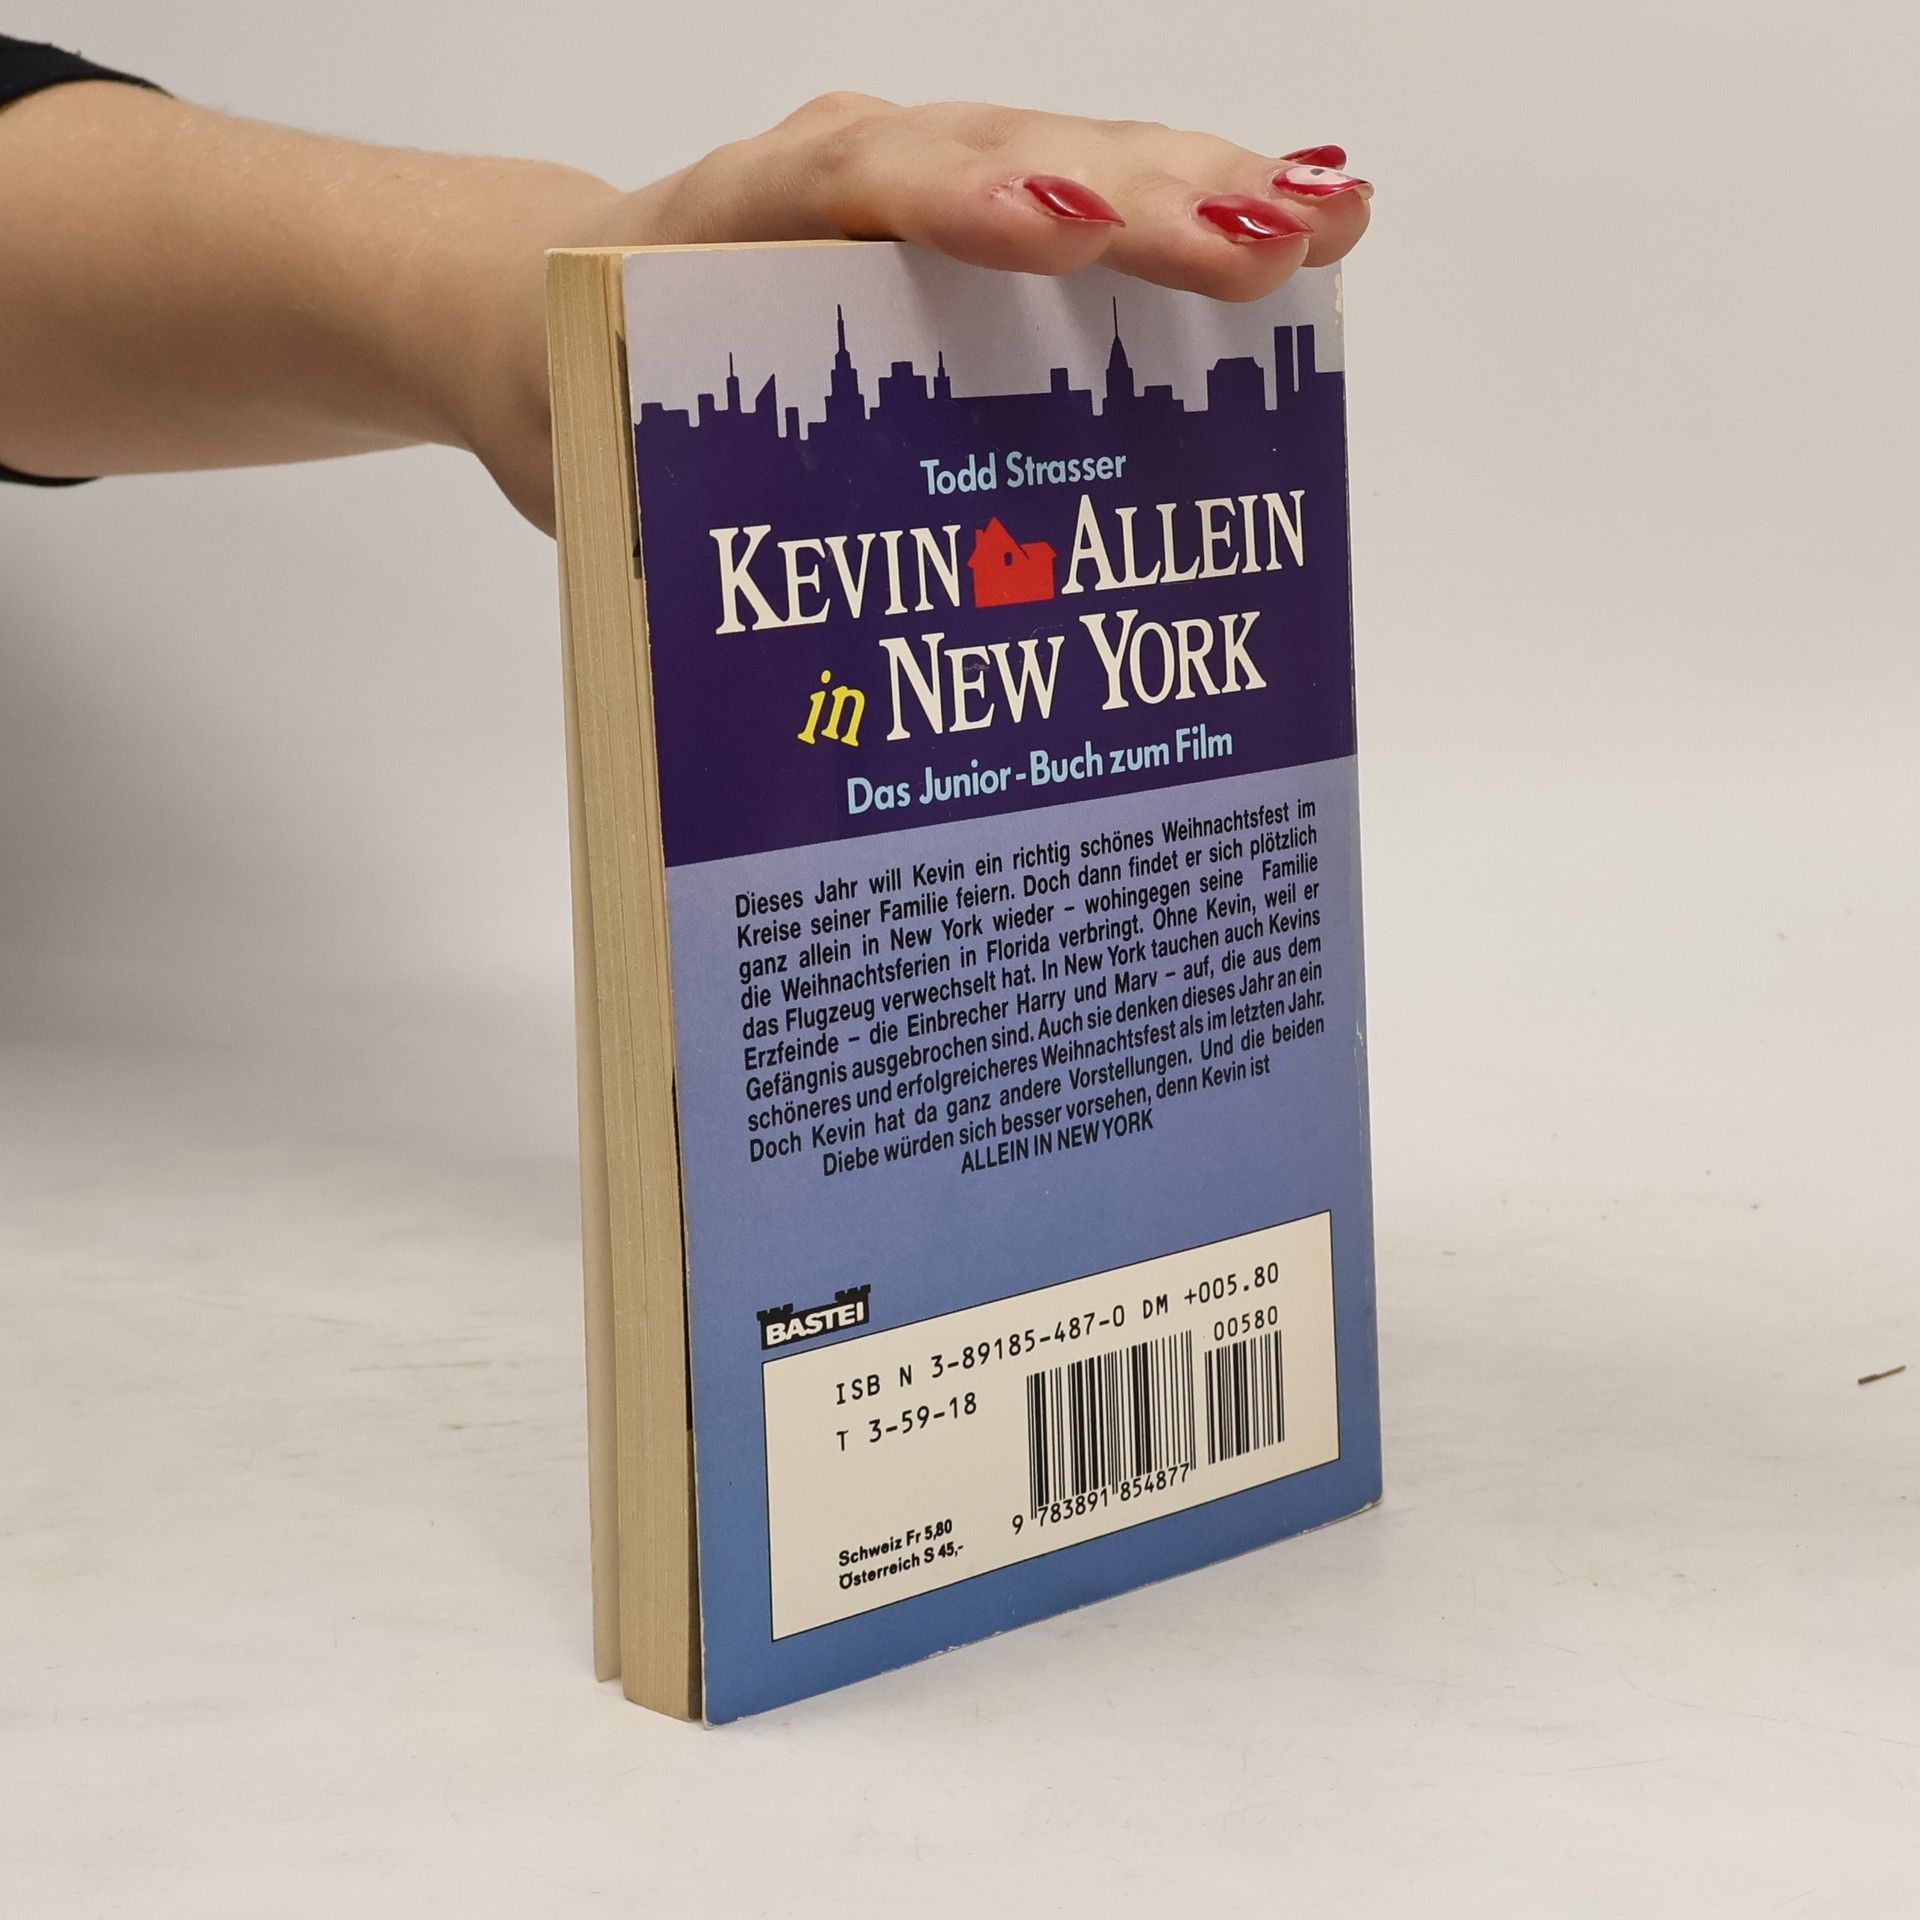 Todd Strasser
KEVIN ALLEIN
in NEW YORK
Das Junior-Buch zum Film
Dieses Jahr will Kevin ein richtig schönes Weihnachtsfest im
Kreise seiner Familie feiern. Doch dann findet er sich plötzlich
ganz allein in New York wieder – wohingegen seine Familie
die Weihnachtsferien in Florida verbringt. Ohne Kevin, weil er
das Flugzeug verwechselt hat. In New York tauchen auch Kevins
Erzfeinde – die Einbrecher Harry und Marv – auf, die aus dem
Gefängnis ausgebrochen sind. Auch sie denken dieses Jahr an ein
schöneres und erfolgreicheres Weihnachtsfest als im letzten Jahr.
Doch Kevin hat da ganz andere Vorstellungen. Und die beiden
Diebe würden sich besser vorsehen, denn Kevin ist
ALLEIN IN NEW YORK
BASTEI
ISB N 3-89185-487-0 DM +005.80
T 3-59-18
00580
9 783891 854877
Schweiz Fr 5,80
Österreich S 45,-